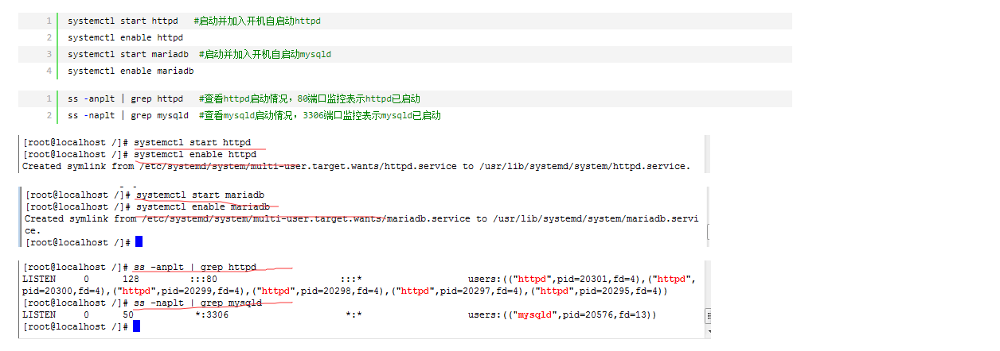 1 systemctl start httpd #启动并加入开机自启动httpd
2 systemctl enable httpd
3 systemctl start mariadb #启动并加入开机自启动mysqld
4 systemctl enable mariadb
1 ss -anplt | grep httpd #查看httpd启动情况，80端口监控表示httpd已启动
2 ss -naplt | grep mysqld #查看mysqld启动情况，3306端口监控表示mysqld已启动
[root@localhost /]# systemctl start httpd
[root@localhost /]# systemctl enable httpd
Created symlink from /etc/systemd/system/multi-user.target.wants/httpd.service to /usr/lib/systemd/system/httpd.service.
[root@localhost /]# systemctl start mariadb
[root@localhost /]# systemctl enable mariadb
Created symlink from /etc/systemd/system/multi-user.target.wants/mariadb.service to /usr/lib/systemd/system/mariadb.servi
ce.
[root@localhost /]#
[root@localhost /]# ss -anplt | grep httpd
LISTEN 0 128 :::80 :::* users:(("httpd",pid=20301,fd=4),("httpd",
pid=20300,fd=4),("httpd",pid=20299,fd=4),("httpd",pid=20298,fd=4),("httpd",pid=20297,fd=4),("httpd",pid=20295,fd=4))
[root@localhost /]# ss -naplt | grep mysqld
LISTEN 0 50 *:3306 *:* users:(("mysqld",pid=20576,fd=13))
[root@localhost /]#